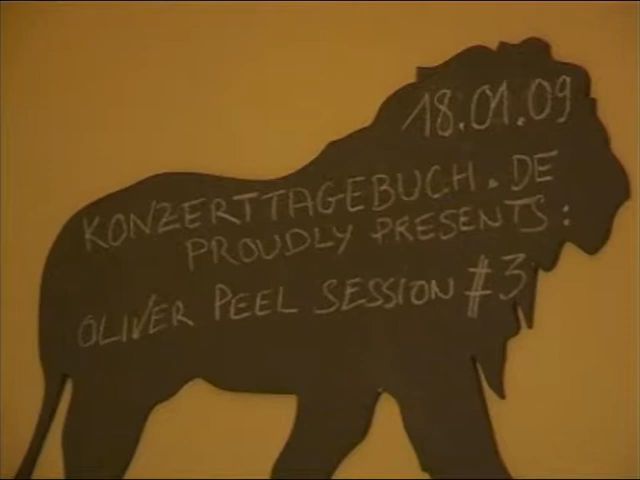 18.01.09
KONZERTTAGEBUCH.DE
PROUDLY PRESENTS:
OLIVER PEEL SESSION #3